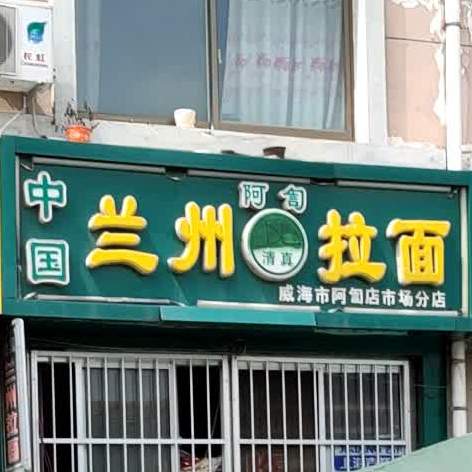 中国
兰州拉面
阿訇
清真
威海市阿訇店市场分店